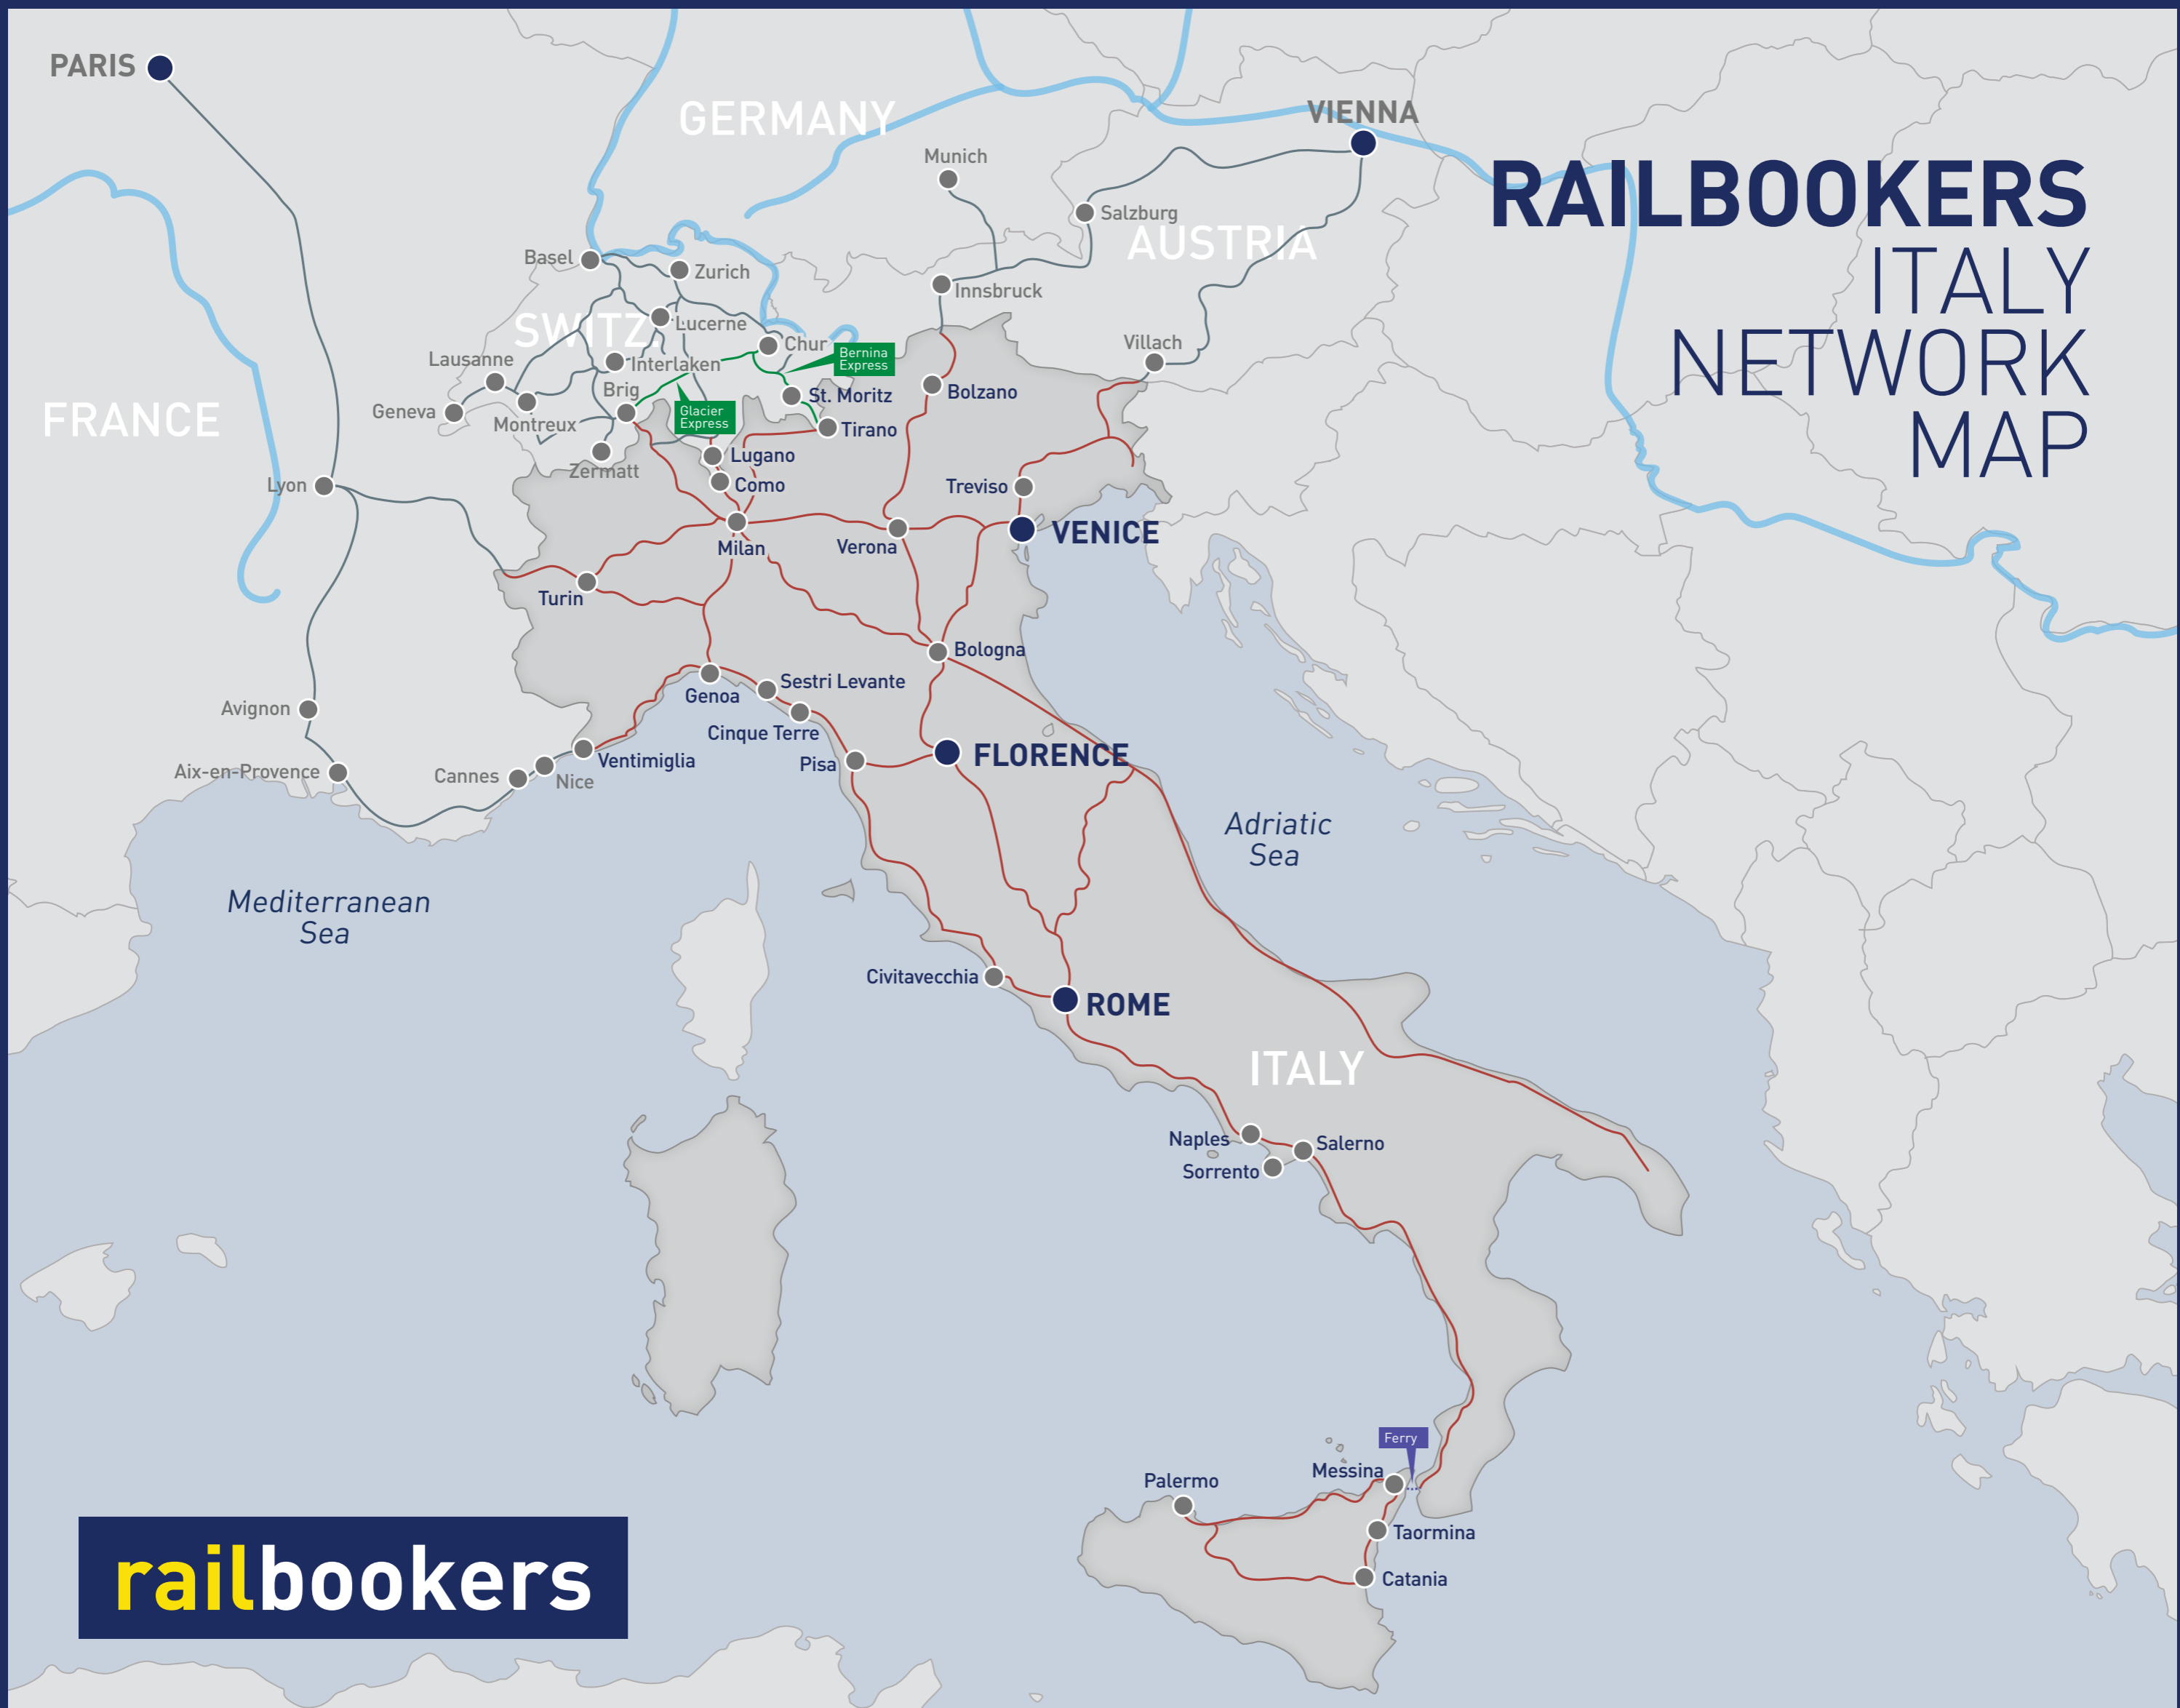 PARIS
GERMANY
VIENNA
Munich
RAILBOOKERS
ITALY
NETWORK
MAP
Salzburg
AUSTRIA
Basel
Zurich
Innsbruck
SWITZ.
Lucerne
Chur
Bernina
Express
Villach
Lausanne
Interlaken
Brig
St. Moritz
Bolzano
Geneva
FRANCE
Montreux
Glacier
Express
Tirano
Zermatt
Lugano
Lyon
Como
Treviso
Milan
Verona
VENICE
Turin
Bologna
Genoa
Sestri Levante
Avignon
Cinque Terre
Ventimiglia
Pisa
FLORENCE
Aix-en-Provence
Cannes
Nice
Adriatic
Sea
Mediterranean
Sea
Civitavecchia
ROME
ITALY
Naples
Salerno
Sorrento
Ferry
Messina
Palermo
Taormina
Catania
railbookers